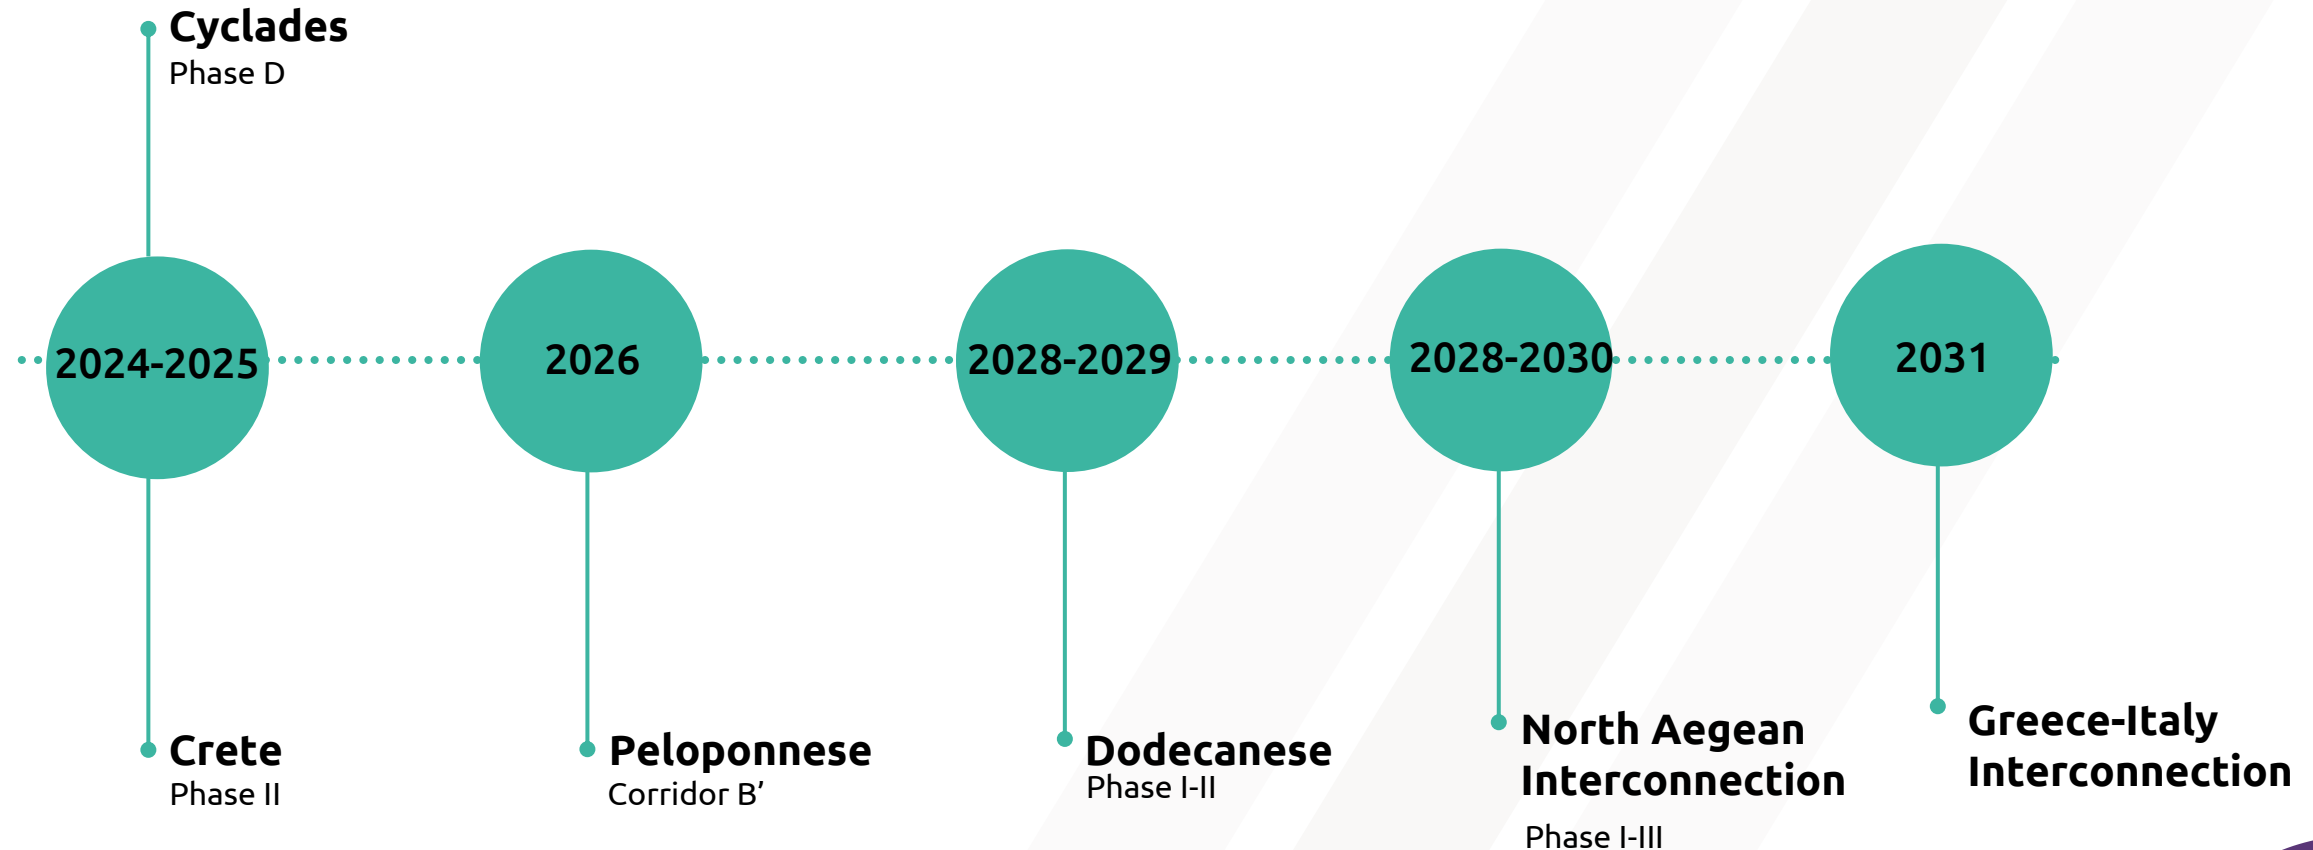 Cyclades
Phase D
2024-2025
2026
2028-2029
2028-2030
2031
Crete
Phase II
Peloponnese
Corridor B’
Dodecanese
Phase I-II
North Aegean
Interconnection
Phase I-III
Greece-Italy
Interconnection